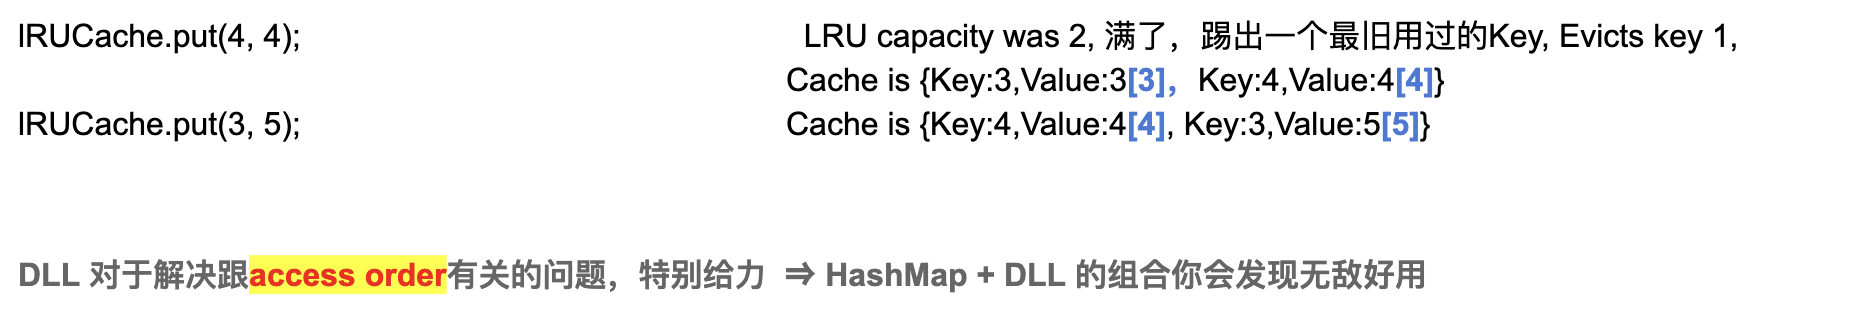 lRUCache.put(4, 4); LRU capacity was 2, 满了，踢出一个最旧用过的Key, Evicts key 1,
Cache is {Key:3,Value:3[3]，Key:4,Value:4[4]}
lRUCache.put(3, 5); Cache is {Key:4,Value:4[4], Key:3,Value:5[5]}
DLL 对于解决跟access order有关的问题，特别给力 ⇒ HashMap + DLL 的组合你会发现无敌好用